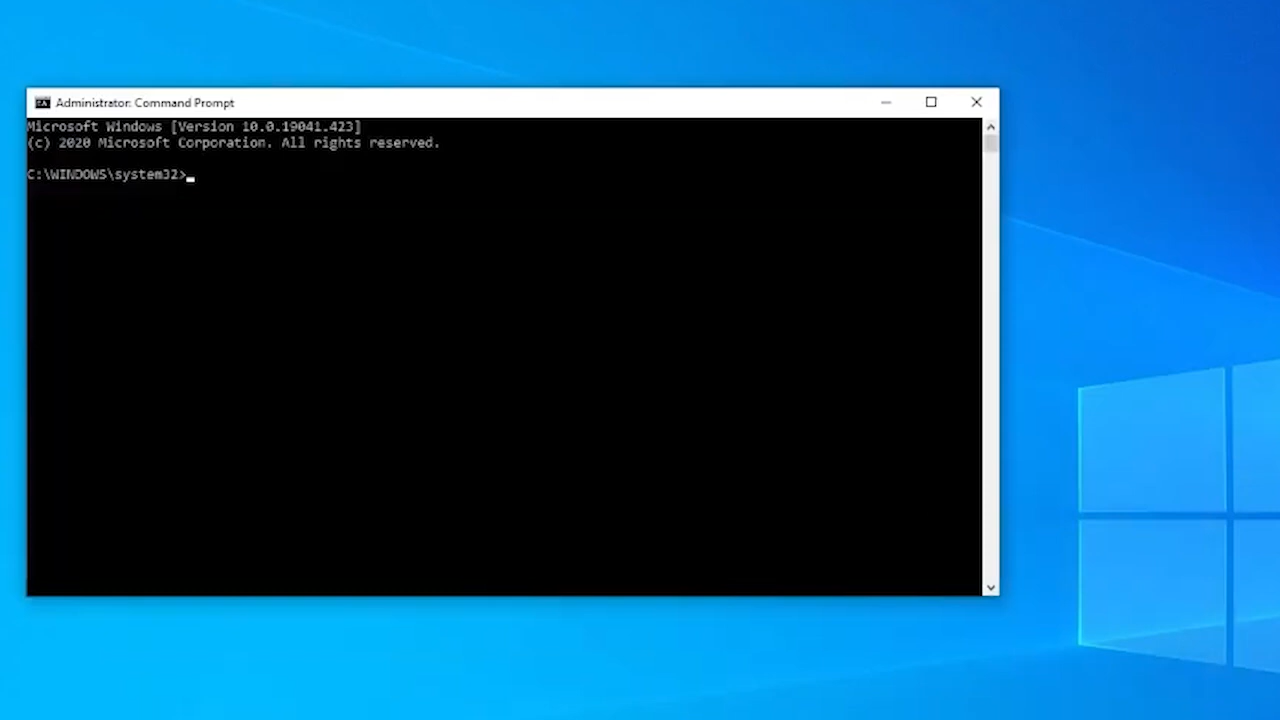 Administrator: Command Prompt
Microsoft Windows [Version 10.0.19041.423]
(c) 2020 Microsoft Corporation. All rights reserved.
C:\WINDOWS\system32>